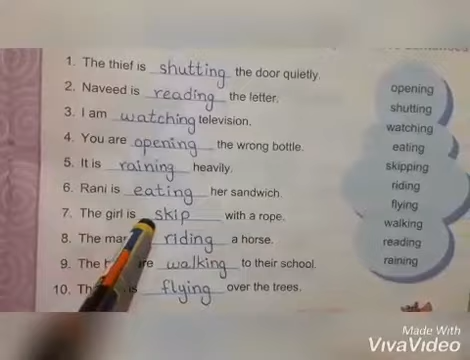 1. The thief is shutting the door quietly.
2. Naveed is reading the letter.
3. I am watching television.
4. You are opening the wrong bottle.
5. It is raining heavily.
6. Rani is eating her sandwich.
7. The girl is skip with a rope.
8. The riding a horse.
9. The walking to their school.
10. is flying over the trees.
opening
shutting
watching
eating
skipping
riding
flying
walking
reading
raining
Made With
VivaVideo